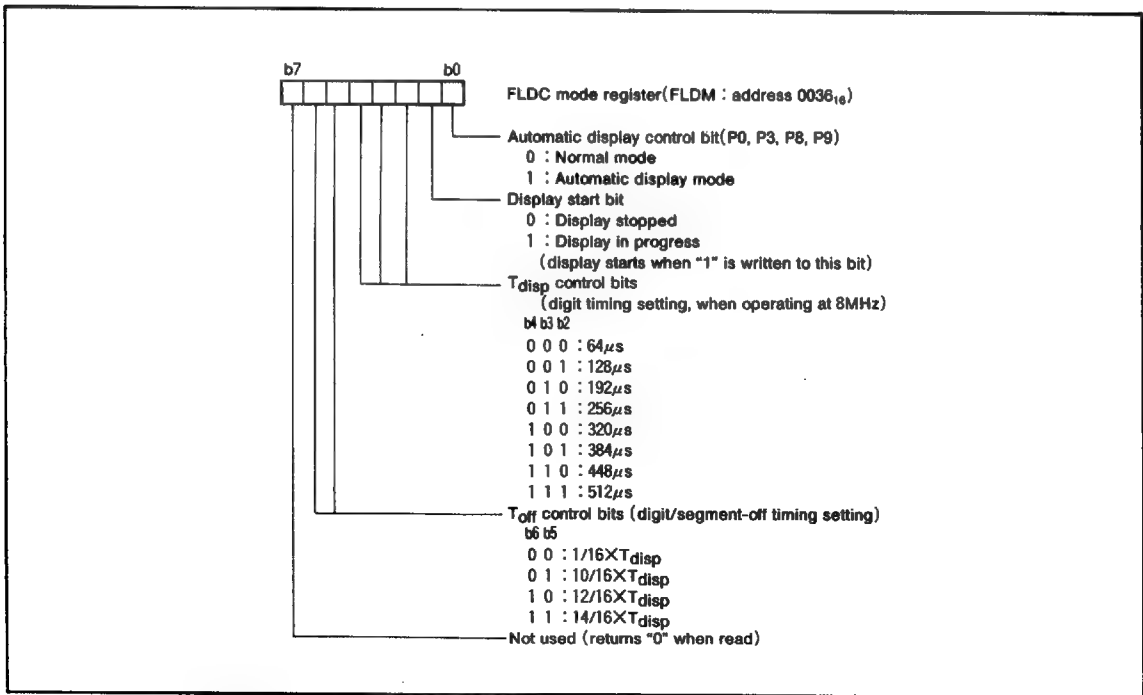 b7 b0
FLDC mode register(FLDM : address 0036₁₆)
Automatic display control bit(P0, P3, P8, P9)
0 : Normal mode
1 : Automatic display mode
Display start bit
0 : Display stopped
1 : Display in progress
(display starts when "1" is written to this bit)
Tdisp control bits
(digit timing setting, when operating at 8MHz)
b4 b3 b2
0 0 0 : 64μs
0 0 1 : 128μs
0 1 0 : 192μs
0 1 1 : 256μs
1 0 0 : 320μs
1 0 1 : 384μs
1 1 0 : 448μs
1 1 1 : 512μs
Toff control bits (digit/segment-off timing setting)
b6 b5
0 0 : 1/16×Tdisp
0 1 : 10/16×Tdisp
1 0 : 12/16×Tdisp
1 1 : 14/16×Tdisp
Not used (returns "0" when read)